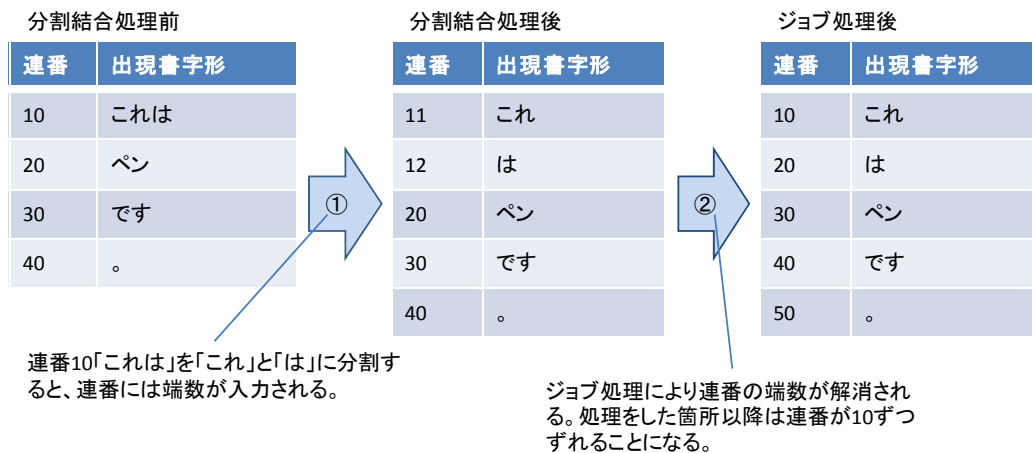 分割結合処理前
連番 出現書字形
10 これは
20 ペン
30 です
40 。
①
連番10「これは」を「これ」と「は」に分割す
ると、連番には端数が入力される。
分割結合処理後
連番 出現書字形
11 これ
12 は
20 ペン
30 です
40 。
②
ジョブ処理により連番の端数が解消され
る。処理をした箇所以降は連番が10ずつ
ずれることになる。
ジョブ処理後
連番 出現書字形
10 これ
20 は
30 ペン
40 です
50 。